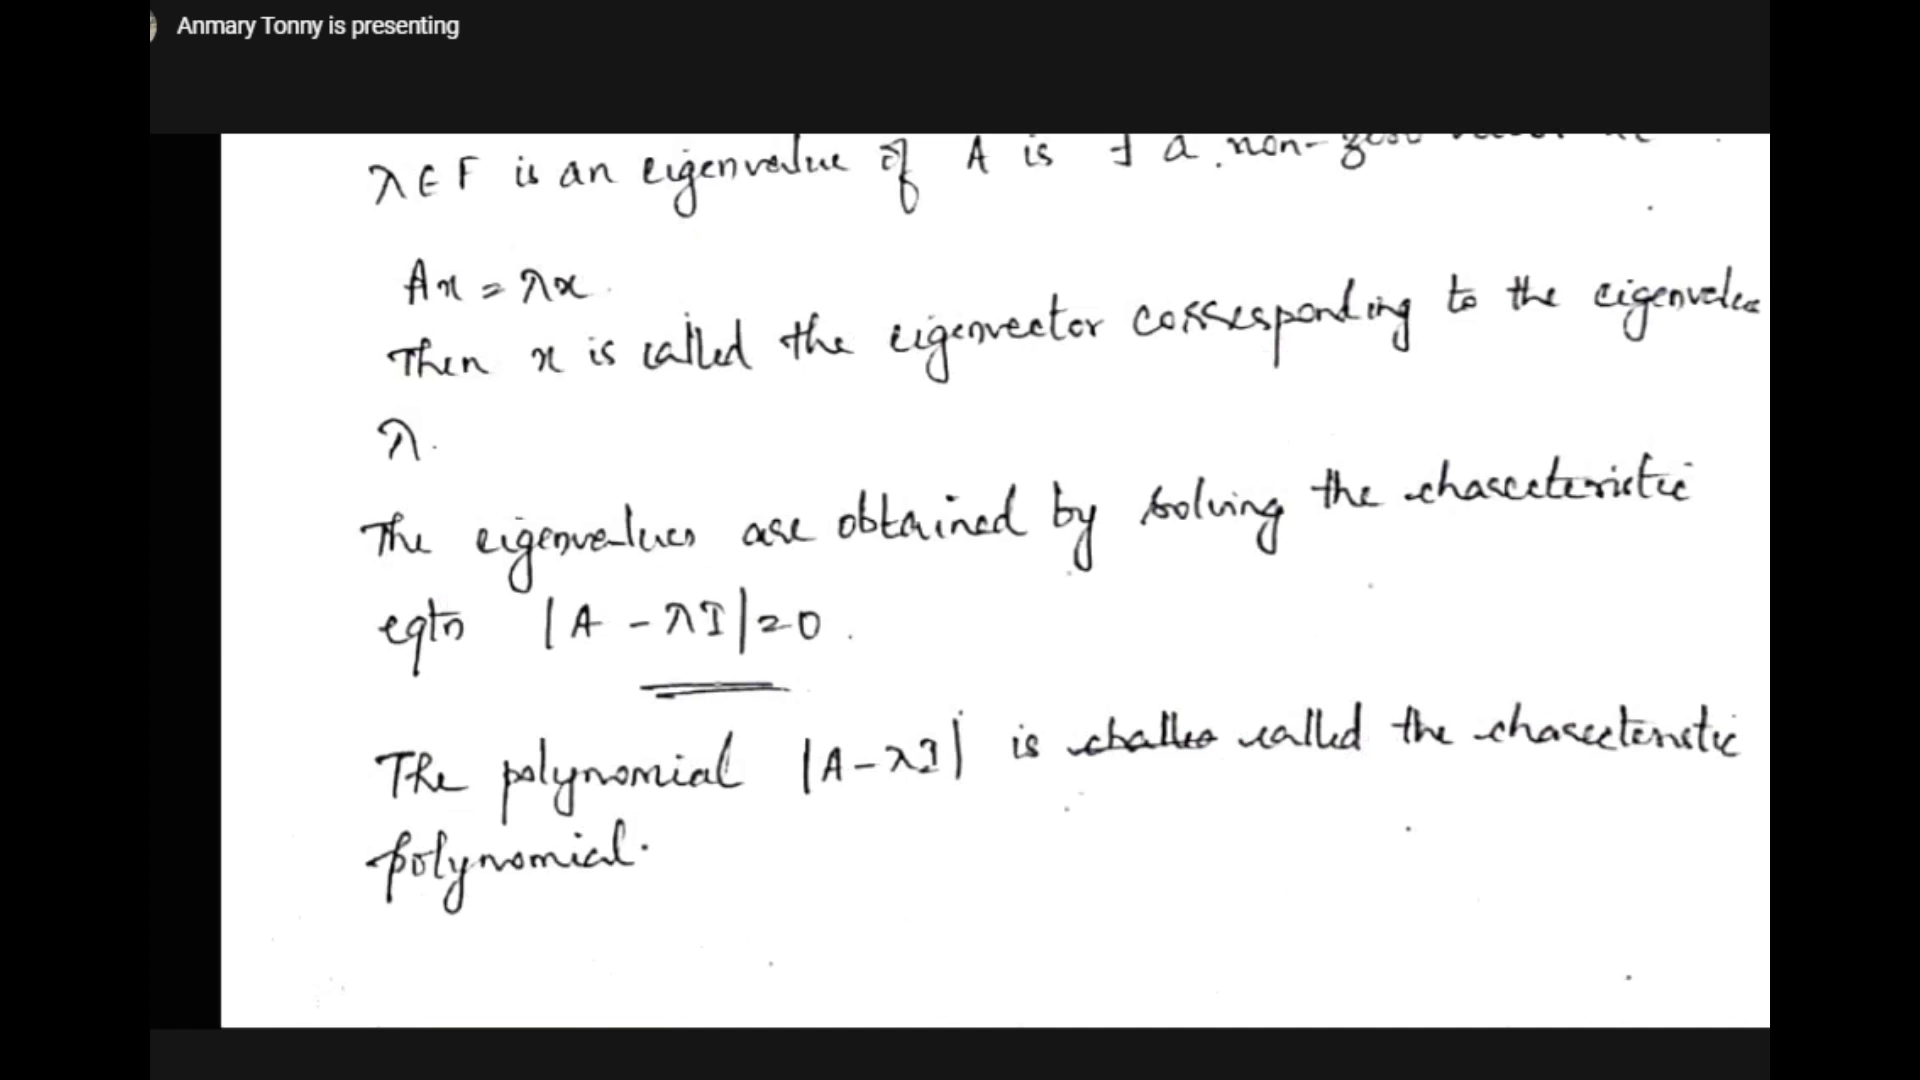 Anmary Tonny is presenting
λ ∈ F is an eigenvalue of A is ∃ a non-zero
Ax = λx.
Then x is called the eigenvector corresponding to the eigenvalue
λ.
The eigenvalues are obtained by solving the characteristic
eqtn |A - λI| = 0.
The polynomial |A - λI| is called the characteristic
polynomial.